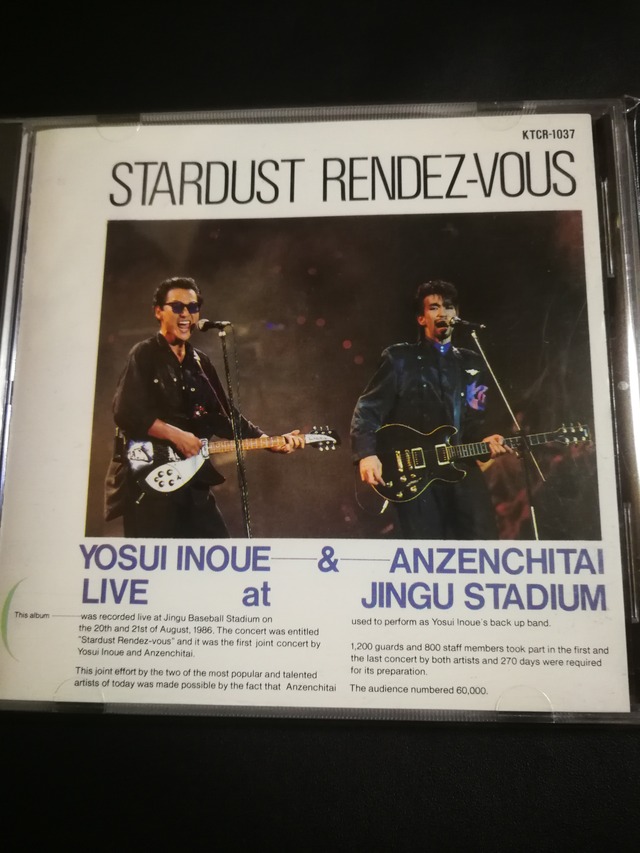 KTCR-1037
STARDUST RENDEZ-VOUS
YOSUI INOUE & ANZENCHITAI
LIVE at JINGU STADIUM
This album was recorded live at Jingu Baseball Stadium on
the 20th and 21st of August, 1986. The concert was entitled
"Stardust Rendez-vous" and it was the first joint concert by
Yosui Inoue and Anzenchitai.
This joint effort by the two of the most popular and talented
artists of today was made possible by the fact that Anzenchitai
used to perform as Yosui Inoue's back up band.
1,200 guards and 800 staff members took part in the first and
the last concert by both artists and 270 days were required
for its preparation.
The audience numbered 60,000.